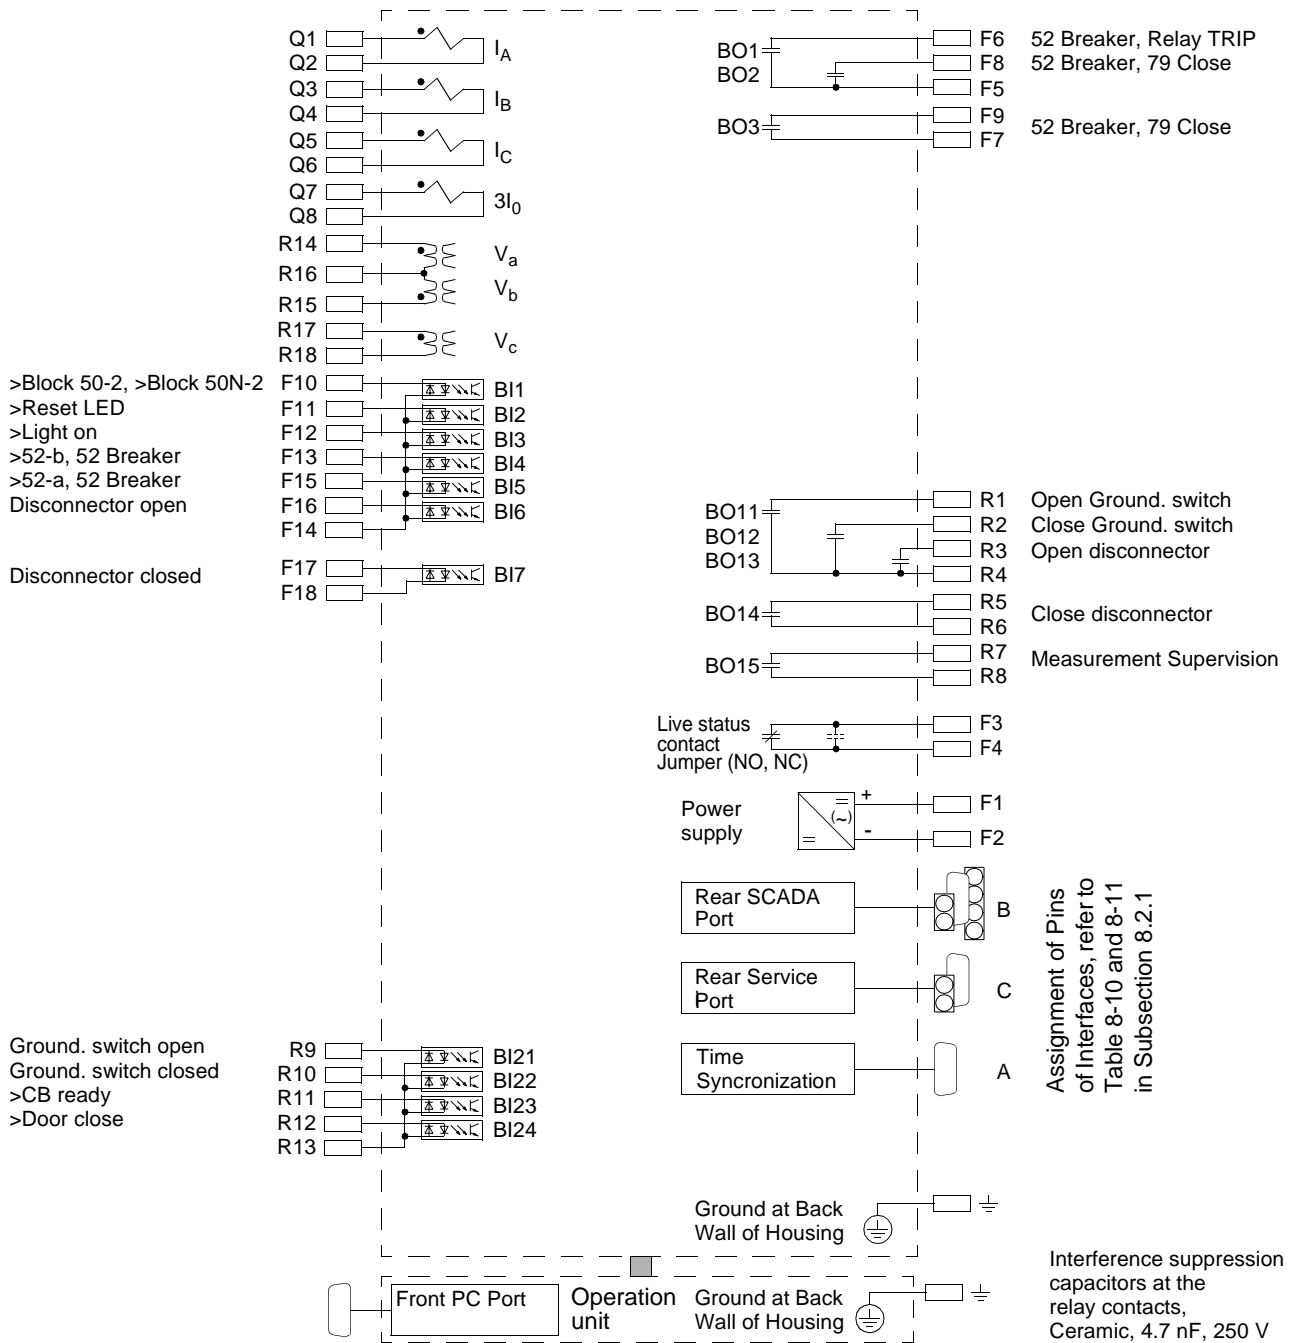 Q1
Q2
I_A
Q3
Q4
I_B
Q5
Q6
I_C
Q7
Q8
3I_0
R14
R16
R15
V_a
V_b
R17
R18
V_c
>Block 50-2, >Block 50N-2 F10 BI1
>Reset LED F11 BI2
>Light on F12 BI3
>52-b, 52 Breaker F13 BI4
>52-a, 52 Breaker F15 BI5
Disconnector open F16 BI6
F14
Disconnector closed F17 BI7
F18
Ground. switch open R9 BI21
Ground. switch closed R10 BI22
>CB ready R11 BI23
>Door close R12 BI24
R13
BO1 F6 52 Breaker, Relay TRIP
BO2 F8 52 Breaker, 79 Close
F5
BO3 F9 52 Breaker, 79 Close
F7
BO11 R1 Open Ground. switch
BO12 R2 Close Ground. switch
BO13 R3 Open disconnector
R4
BO14 R5 Close disconnector
R6
BO15 R7 Measurement Supervision
R8
Live status
contact
Jumper (NO, NC)
F3
F4
Power
supply
(~)
+
-
F1
F2
Rear SCADA
Port
B
Rear Service
Port
C
Time
Syncronization
A
Assignment of Pins
of Interfaces, refer to
Table 8-10 and 8-11
in Subsection 8.2.1
Ground at Back
Wall of Housing
Front PC Port
Operation
unit
Ground at Back
Wall of Housing
Interference suppression
capacitors at the
relay contacts,
Ceramic, 4.7 nF, 250 V